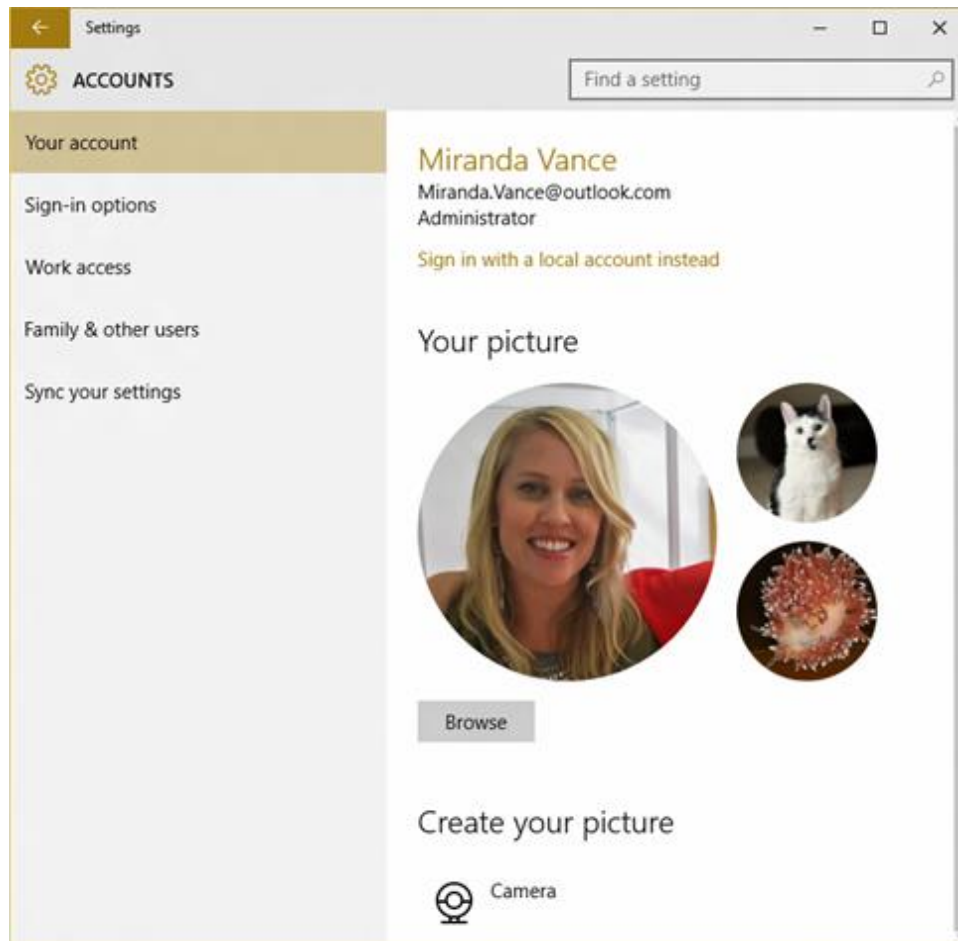 Settings
ACCOUNTS
Find a setting
Your account
Sign-in options
Work access
Family & other users
Sync your settings
Miranda Vance
Miranda.Vance@outlook.com
Administrator
Sign in with a local account instead
Your picture
Browse
Create your picture
Camera